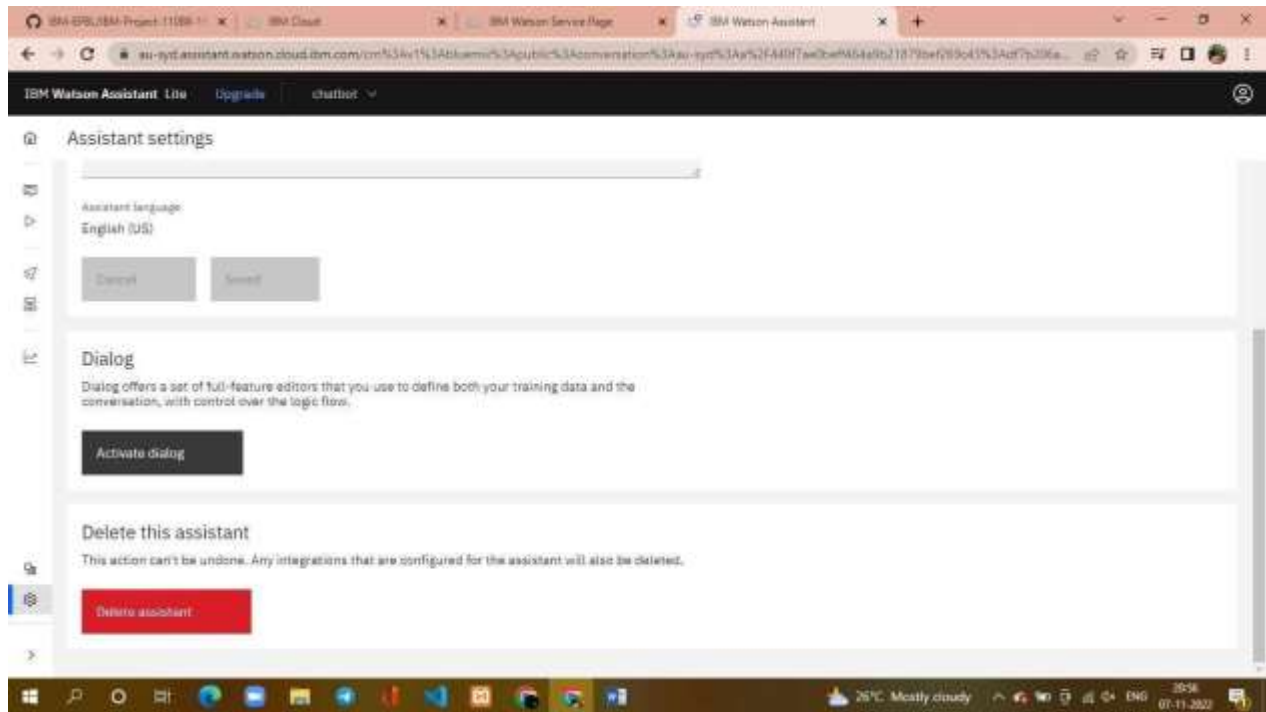 IBM Cloud
IBM Watson Service Page
IBM Watson Assistant
IBM Watson Assistant Lite
Upgrade
chatbot
Assistant settings
Assistant language
English (US)
Cancel
Saved
Dialog
Dialog offers a set of full-feature editors that you use to define both your training data and the
conversation, with control over the logic flow.
Activate dialog
Delete this assistant
This action can't be undone. Any integrations that are configured for the assistant will also be deleted.
Delete assistant
26°C Mostly cloudy
ENG
20:56
07-11-2022